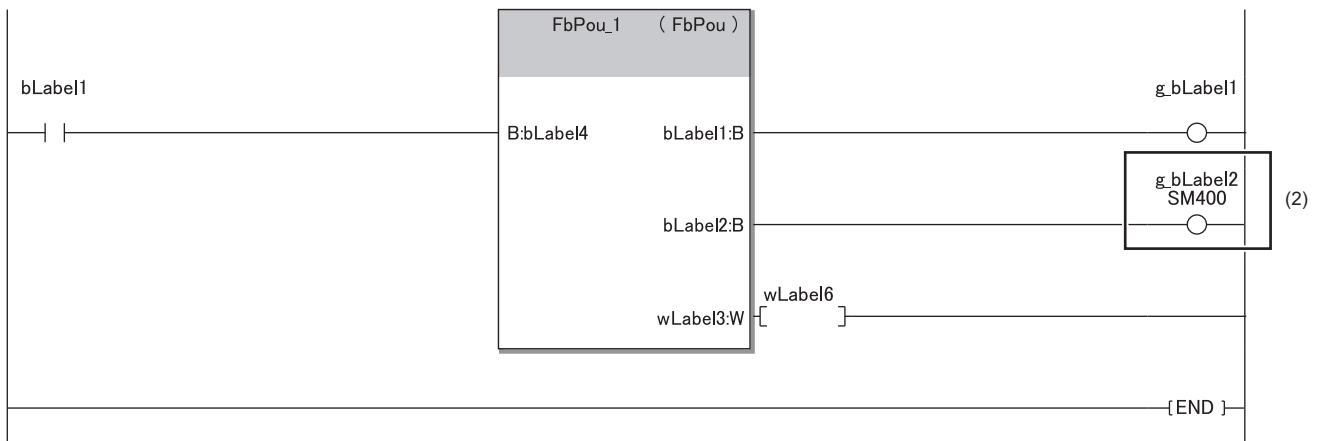 FbPou_1 ( FbPou )
bLabel1
g_bLabel1
B:bLabel4 bLabel1:B
g_bLabel2
SM400
(2)
bLabel2:B
wLabel6
wLabel3:W
[END]